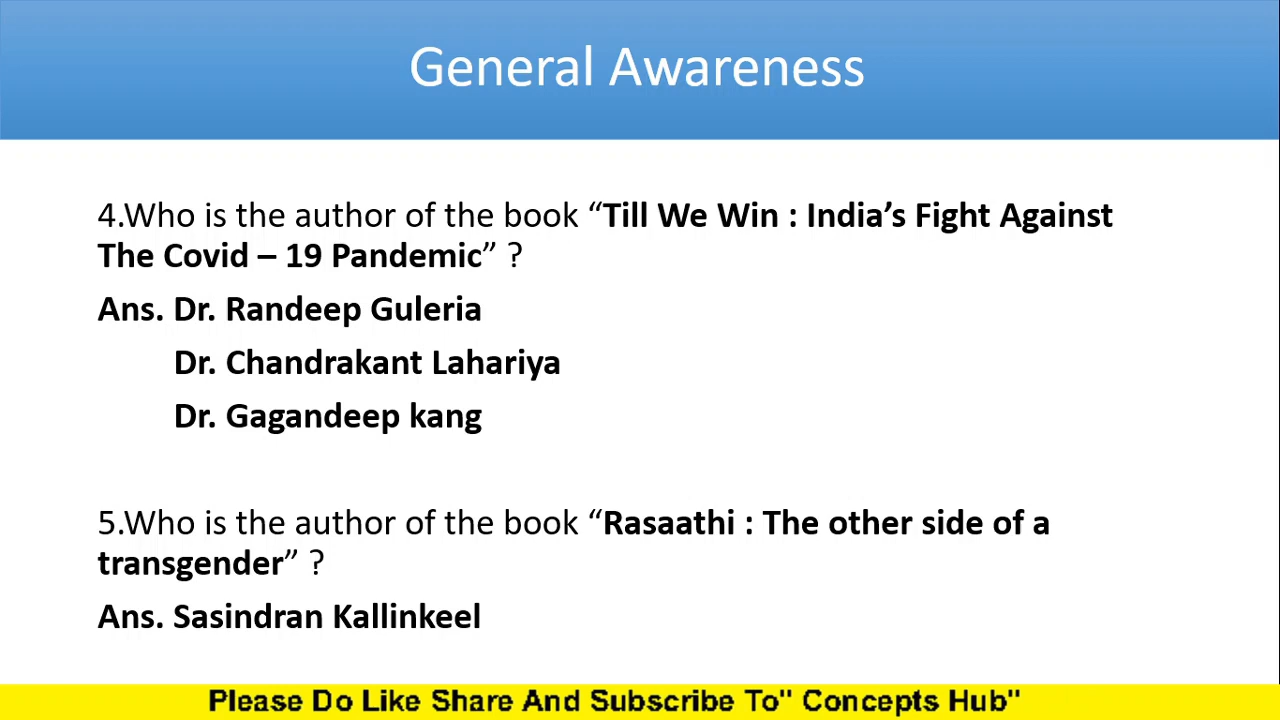 General Awareness
4.Who is the author of the book “Till We Win : India’s Fight Against
The Covid – 19 Pandemic” ?
Ans. Dr. Randeep Guleria
Dr. Chandrakant Lahariya
Dr. Gagandeep kang
5.Who is the author of the book “Rasaathi : The other side of a
transgender” ?
Ans. Sasindran Kallinkeel
Please Do Like Share And Subscribe To" Concepts Hub"